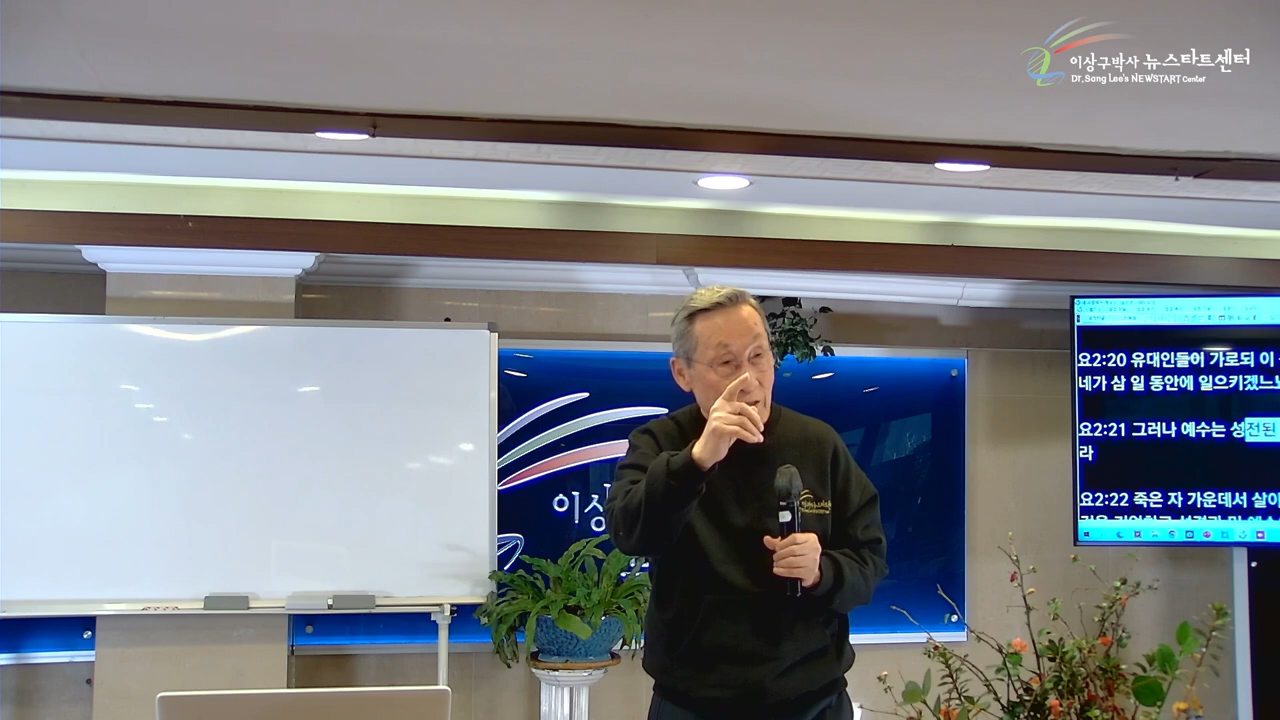 이상구박사 뉴스타트센터
Dr. Sang Lee's NEWSTART Center
이상
요2:20 유대인들이 가로되 이
네가 삼 일 동안에 일으키겠느
요2:21 그러나 예수는 성전된
라
요2:22 죽은 자 가운데서 살아